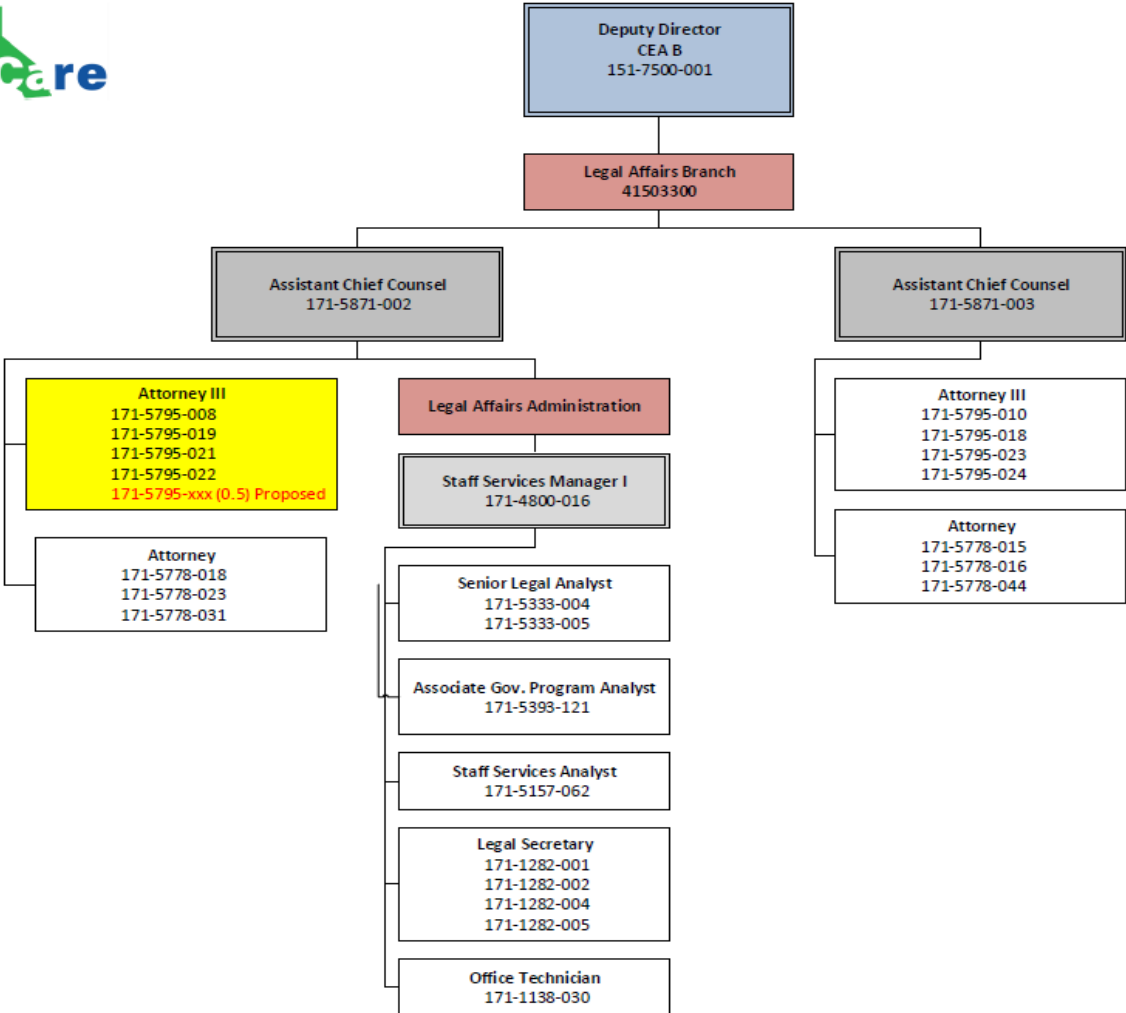 Care
Deputy Director
CEA B
151-7500-001
Legal Affairs Branch
41503300
Assistant Chief Counsel
171-5871-002
Assistant Chief Counsel
171-5871-003
Attorney III
171-5795-008
171-5795-019
171-5795-021
171-5795-022
171-5795-xxx (0.5) Proposed
Attorney
171-5778-018
171-5778-023
171-5778-031
Legal Affairs Administration
Staff Services Manager I
171-4800-016
Senior Legal Analyst
171-5333-004
171-5333-005
Associate Gov. Program Analyst
171-5393-121
Staff Services Analyst
171-5157-062
Legal Secretary
171-1282-001
171-1282-002
171-1282-004
171-1282-005
Office Technician
171-1138-030
Attorney III
171-5795-010
171-5795-018
171-5795-023
171-5795-024
Attorney
171-5778-015
171-5778-016
171-5778-044